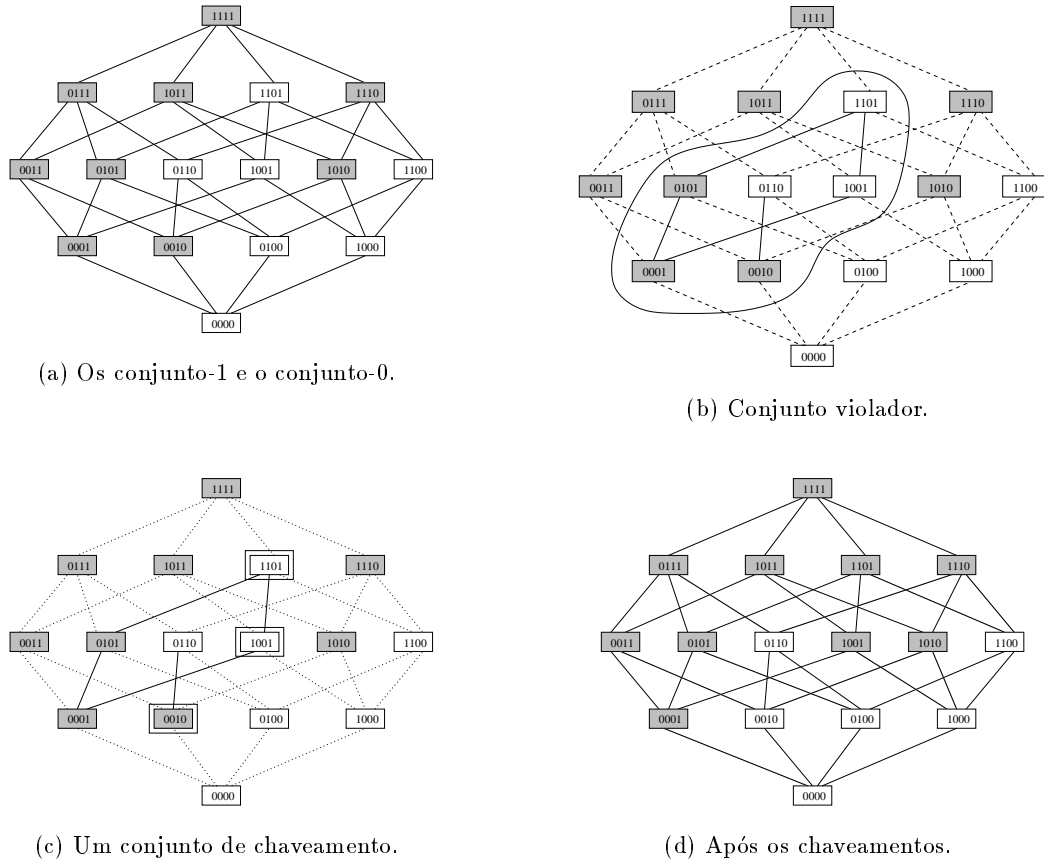 1111
0111 1011 1101 1110
0011 0101 0110 1001 1010 1100
0001 0010 0100 1000
0000
(a) Os conjunto-1 e o conjunto-0.
1111
0111 1011 1101 1110
0011 0101 0110 1001 1010 1100
0001 0010 0100 1000
0000
(b) Conjunto violador.
1111
0111 1011 1101 1110
0011 0101 0110 1001 1010 1100
0001 0010 0100 1000
0000
(c) Um conjunto de chaveamento.
1111
0111 1011 1101 1110
0011 0101 0110 1001 1010 1100
0001 0010 0100 1000
0000
(d) Após os chaveamentos.